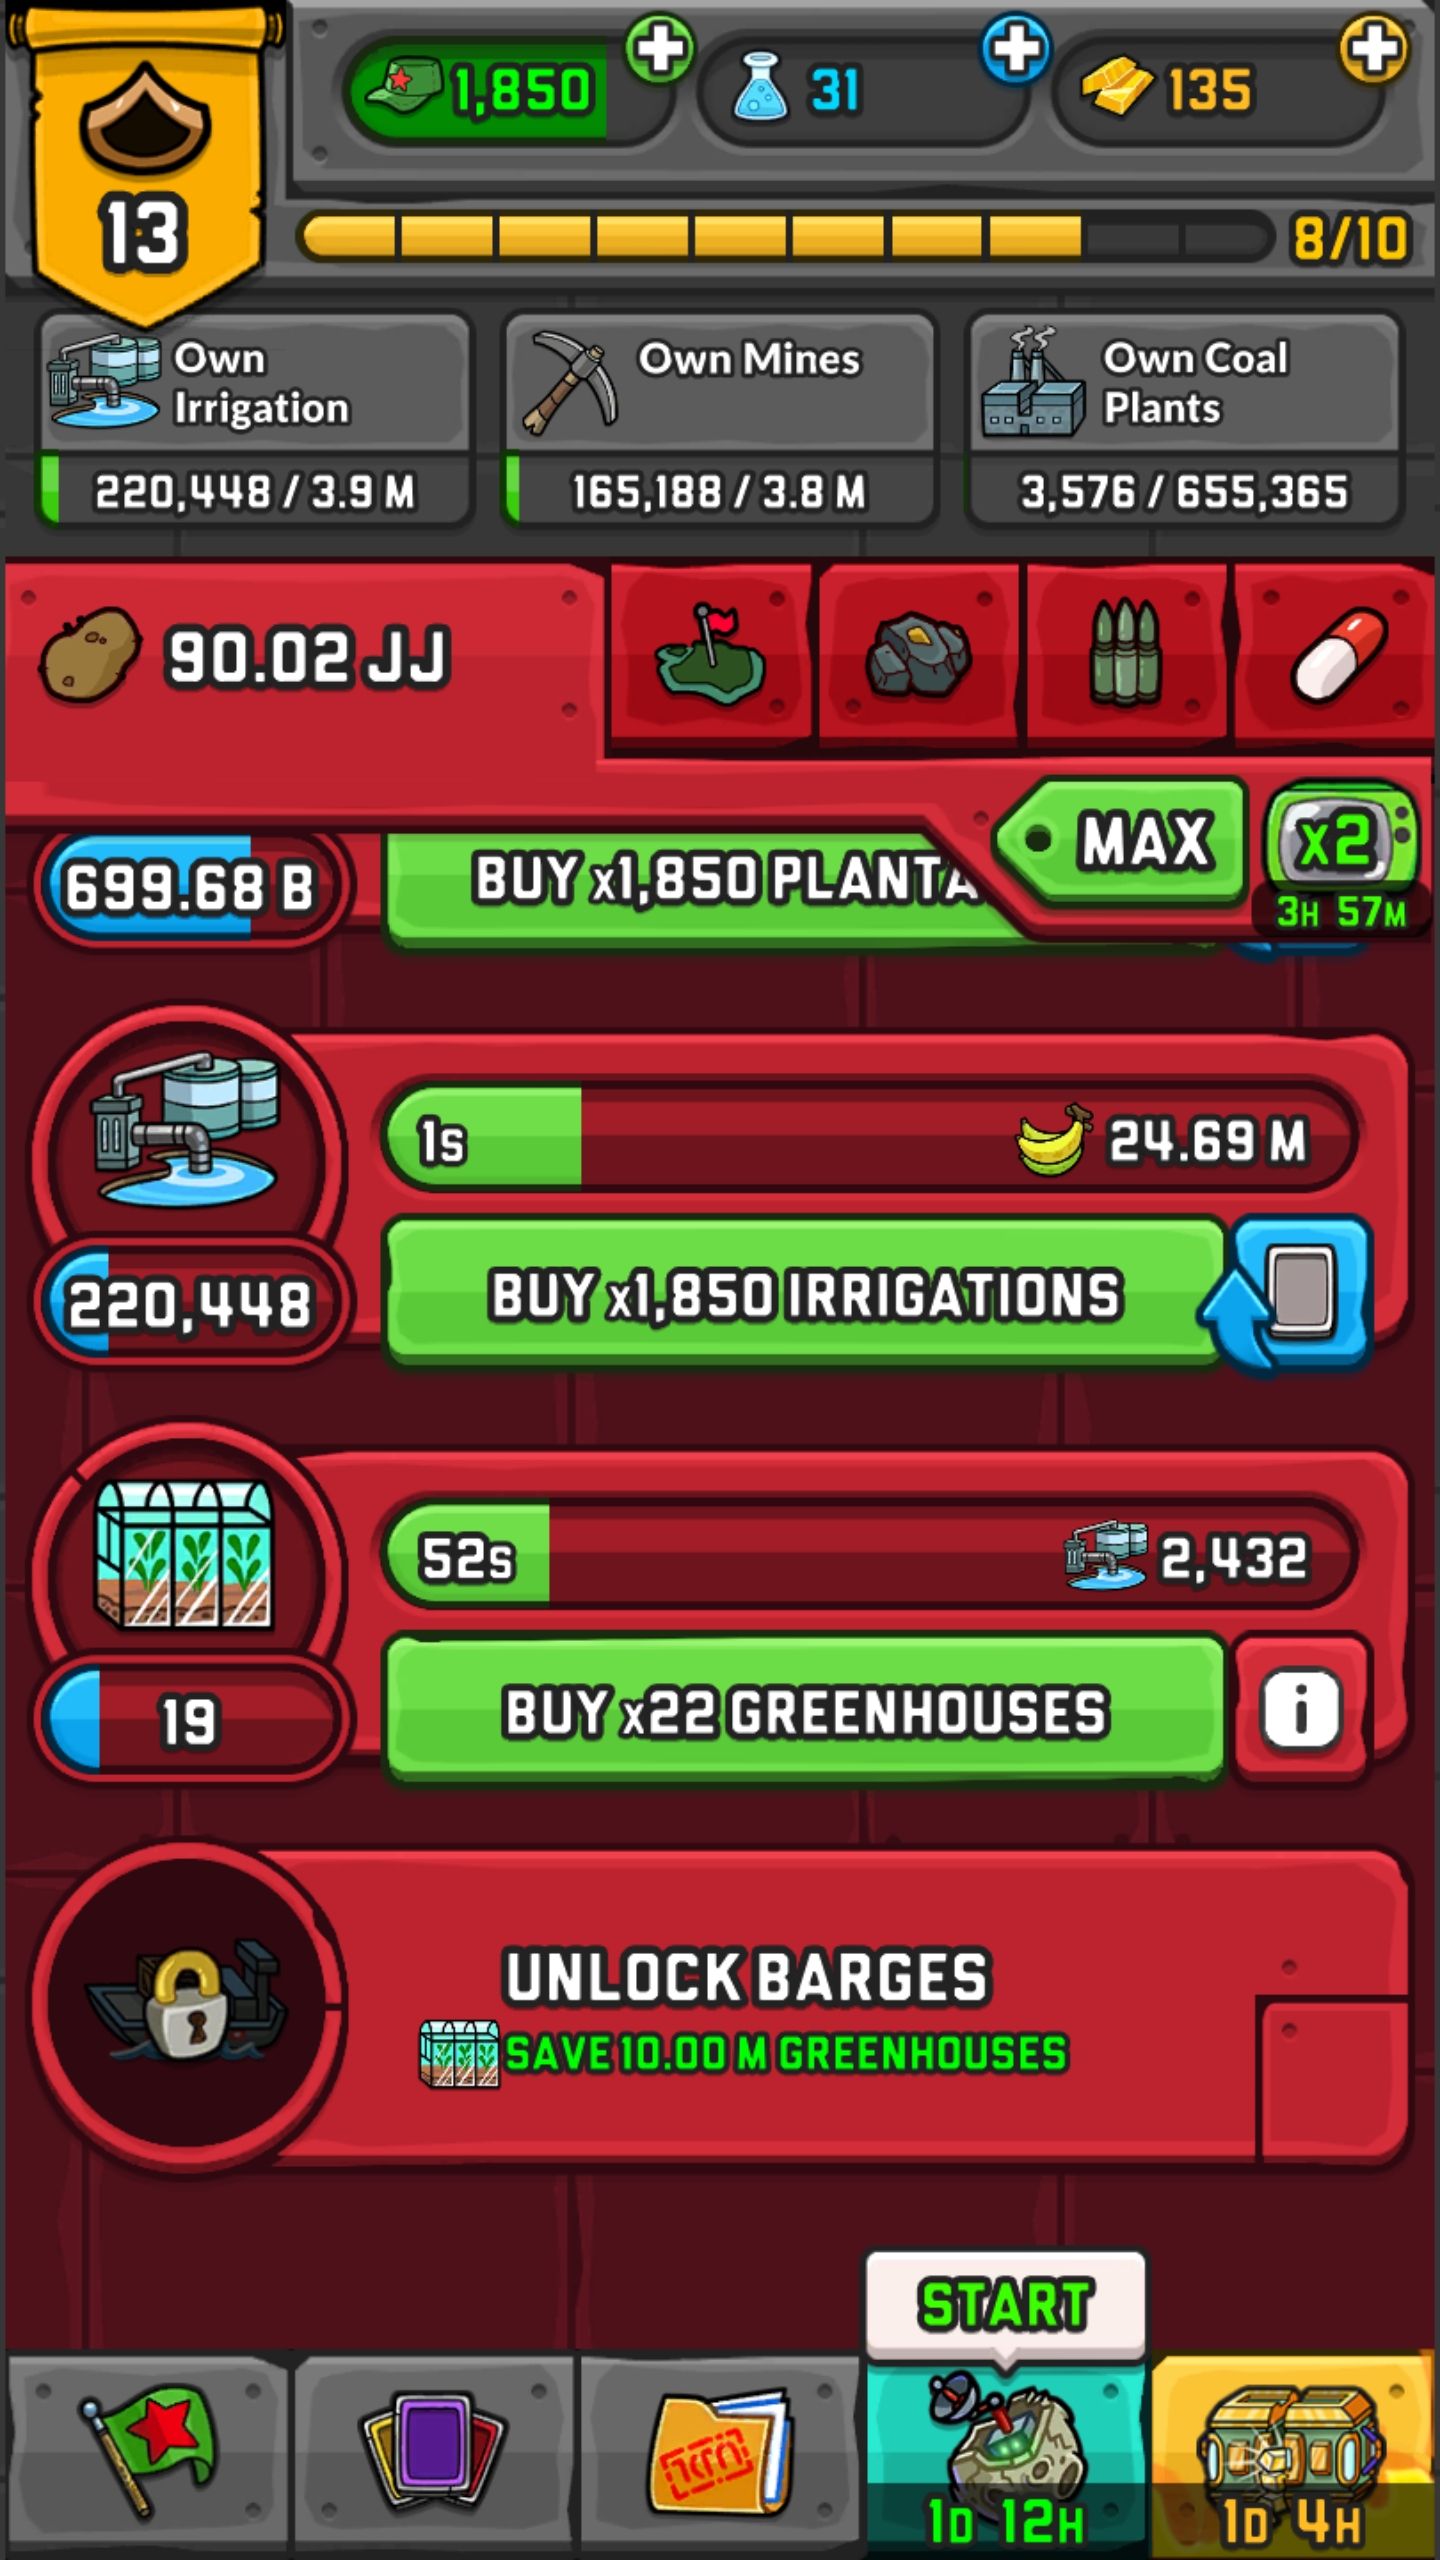 1,850
31
135
13
8/10
Own Irrigation
220,448 / 3.9 M
Own Mines
165,188 / 3.8 M
Own Coal Plants
3,576 / 655,365
90.02 JJ
MAX
x2
3H 57M
699.68 B
BUY x1,850 PLANTA
1s
24.69 M
220,448
BUY x1,850 IRRIGATIONS
52s
2,432
19
BUY x22 GREENHOUSES
i
UNLOCK BARGES
SAVE 10.00 M GREENHOUSES
START
1D 12H
1D 4H